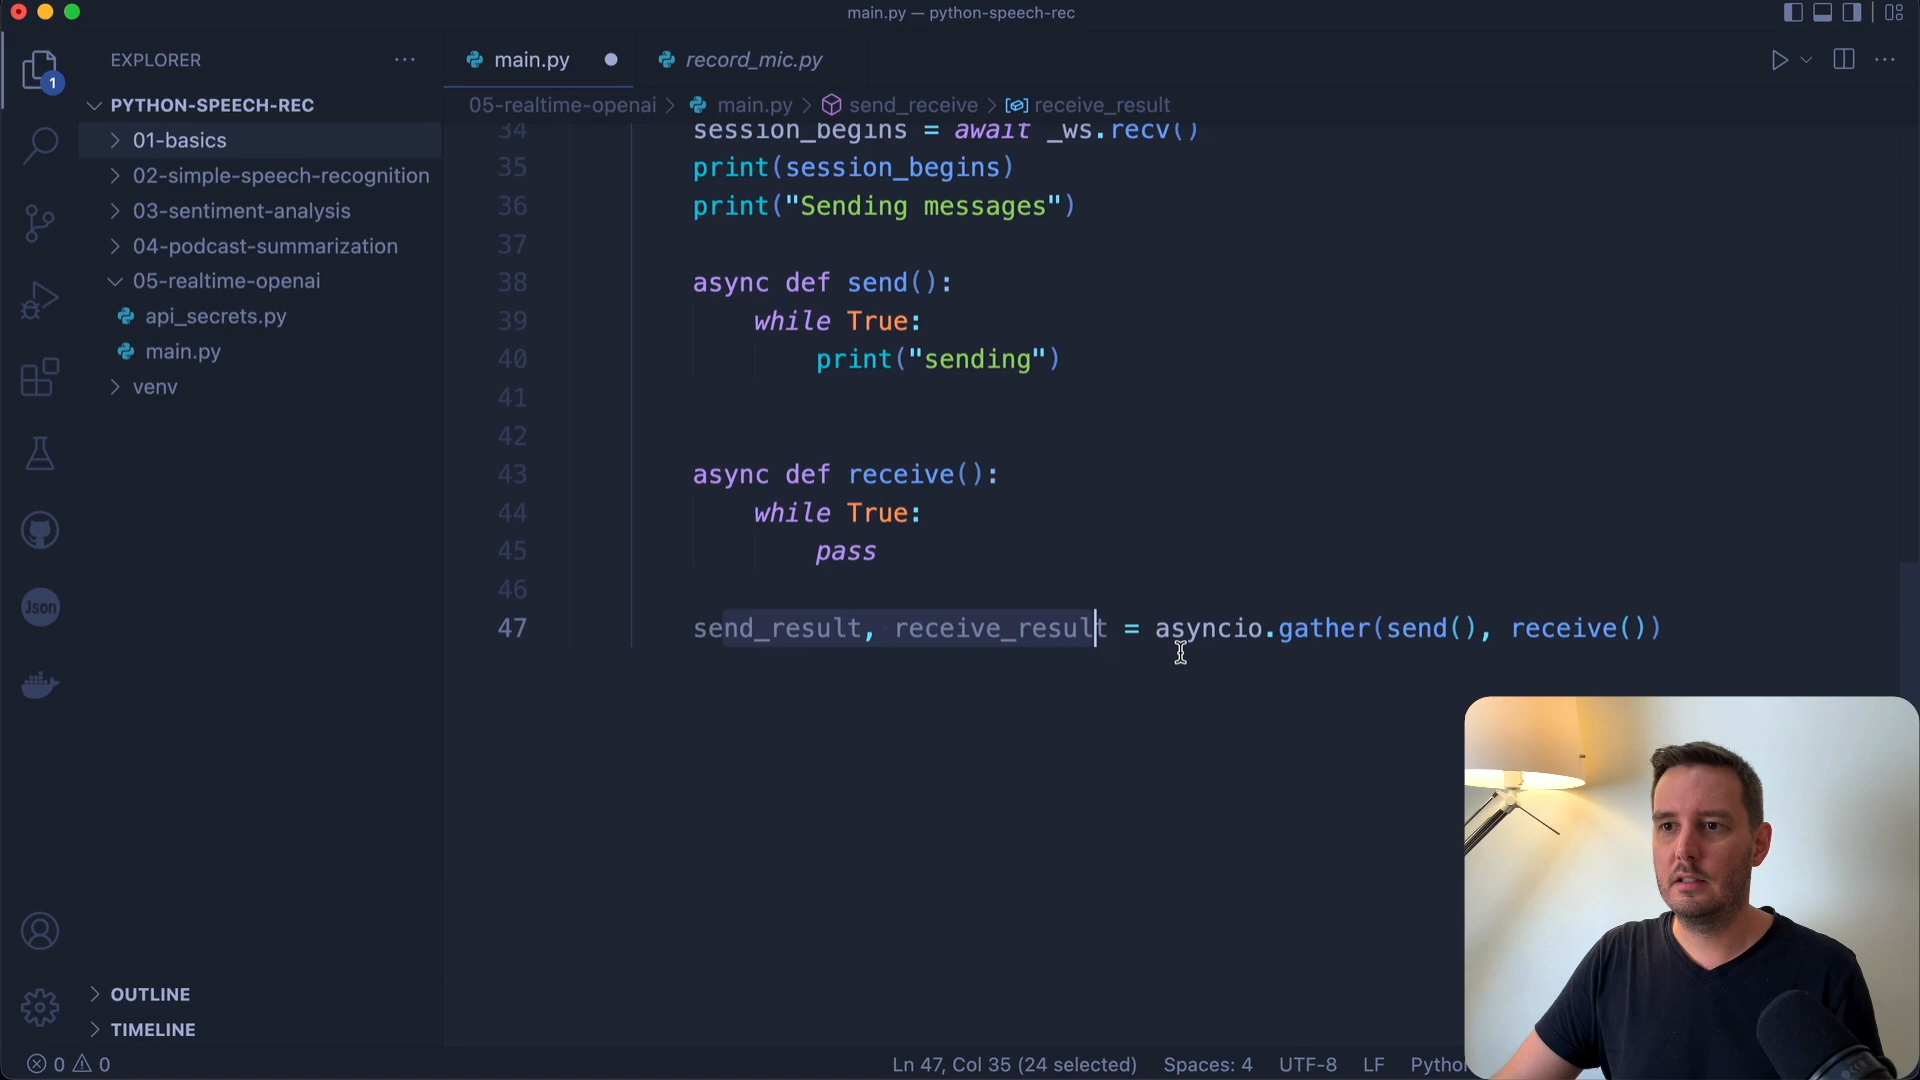 main.py — python-speech-rec
1
EXPLORER
main.py
record_mic.py
PYTHON-SPEECH-REC
05-realtime-openai > main.py > send_receive > receive_result
01-basics
02-simple-speech-recognition
03-sentiment-analysis
04-podcast-summarization
05-realtime-openai
api_secrets.py
main.py
venv
34 session_begins = await _ws.recv()
35 print(session_begins)
36 print("Sending messages")
37
38 async def send():
39 while True:
40 print("sending")
41
42
43 async def receive():
44 while True:
45 pass
46
47 send_result, receive_result = asyncio.gather(send(), receive())
Json
OUTLINE
TIMELINE
0 0
Ln 47, Col 35 (24 selected) Spaces: 4 UTF-8 LF